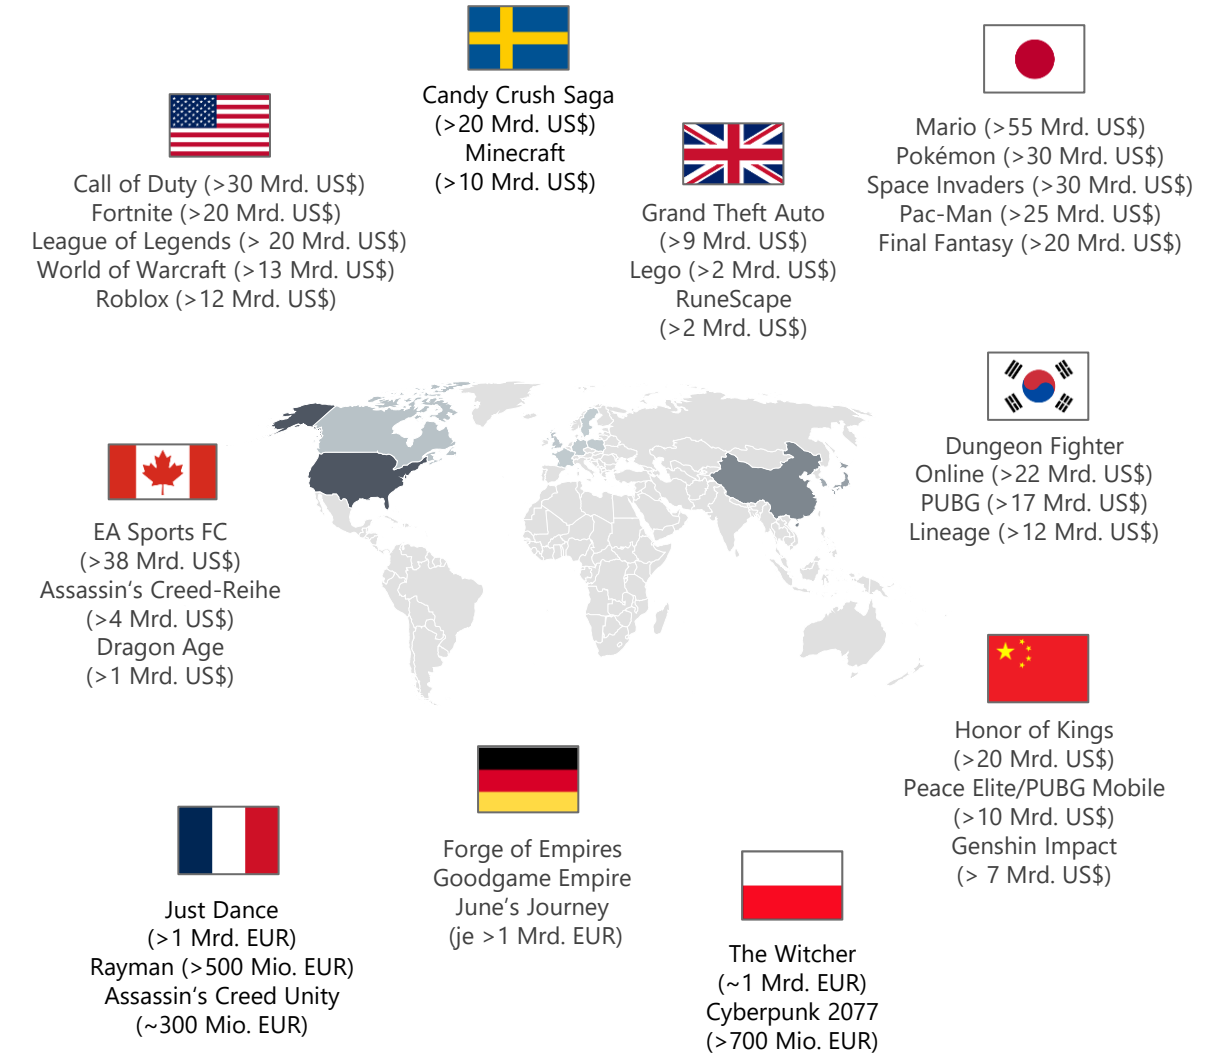 Candy Crush Saga
(>20 Mrd. US$)
Minecraft
(>10 Mrd. US$)
Call of Duty (>30 Mrd. US$)
Fortnite (>20 Mrd. US$)
League of Legends (> 20 Mrd. US$)
World of Warcraft (>13 Mrd. US$)
Roblox (>12 Mrd. US$)
Grand Theft Auto
(>9 Mrd. US$)
Lego (>2 Mrd. US$)
RuneScape
(>2 Mrd. US$)
Mario (>55 Mrd. US$)
Pokémon (>30 Mrd. US$)
Space Invaders (>30 Mrd. US$)
Pac-Man (>25 Mrd. US$)
Final Fantasy (>20 Mrd. US$)
Dungeon Fighter
Online (>22 Mrd. US$)
PUBG (>17 Mrd. US$)
Lineage (>12 Mrd. US$)
EA Sports FC
(>38 Mrd. US$)
Assassin‘s Creed-Reihe
(>4 Mrd. US$)
Dragon Age
(>1 Mrd. US$)
Honor of Kings
(>20 Mrd. US$)
Peace Elite/PUBG Mobile
(>10 Mrd. US$)
Genshin Impact
(> 7 Mrd. US$)
Just Dance
(>1 Mrd. EUR)
Rayman (>500 Mio. EUR)
Assassin‘s Creed Unity
(~300 Mio. EUR)
Forge of Empires
Goodgame Empire
June‘s Journey
(je >1 Mrd. EUR)
The Witcher
(~1 Mrd. EUR)
Cyberpunk 2077
(>700 Mio. EUR)